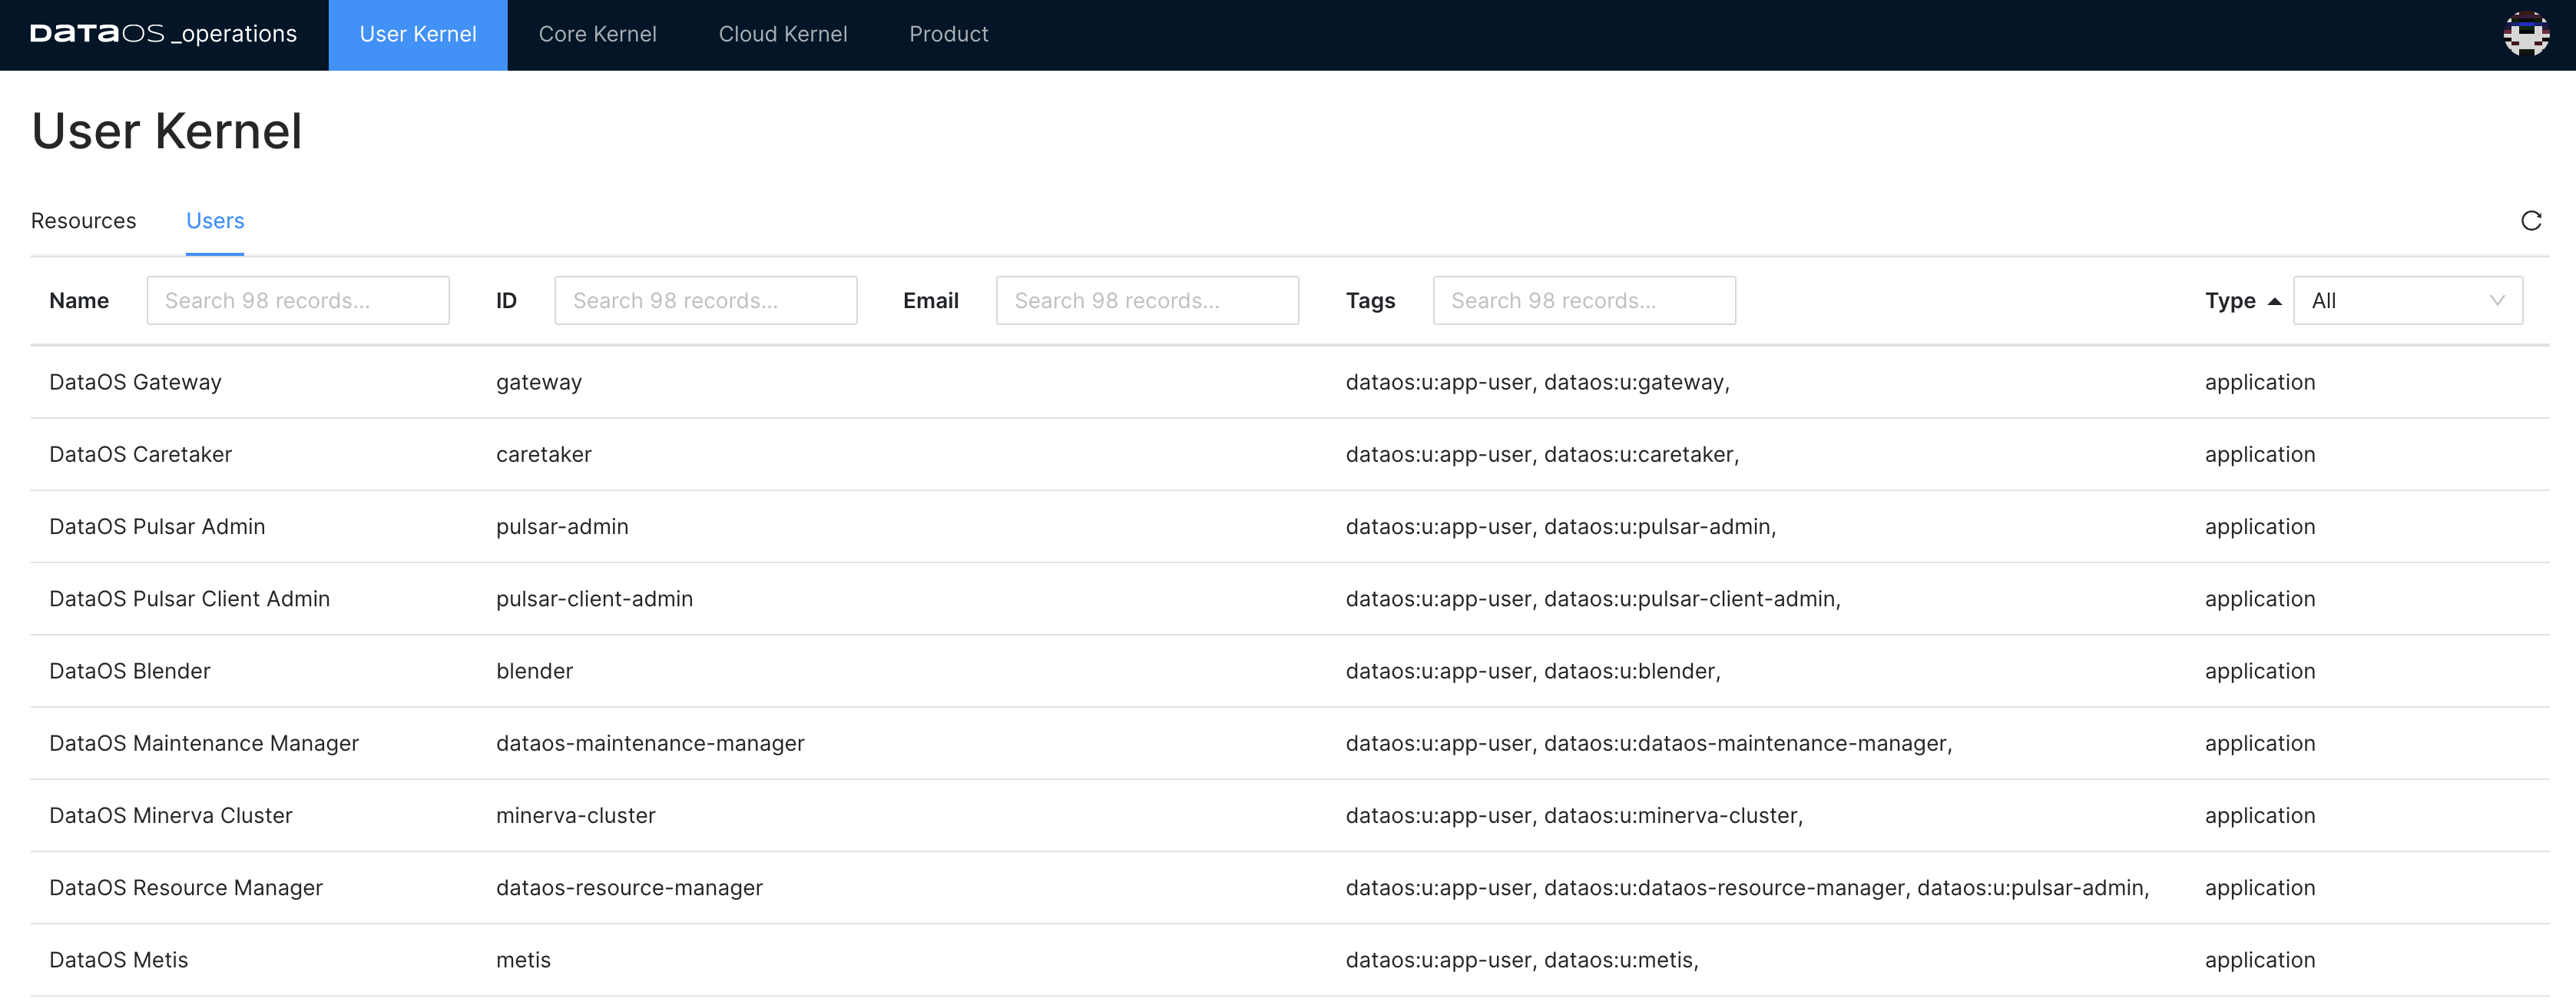 DATAOS _operations User Kernel Core Kernel Cloud Kernel Product
User Kernel
Resources Users
Name Search 98 records... ID Search 98 records... Email Search 98 records... Tags Search 98 records... Type All
DataOS Gateway gateway dataos:u:app-user, dataos:u:gateway, application
DataOS Caretaker caretaker dataos:u:app-user, dataos:u:caretaker, application
DataOS Pulsar Admin pulsar-admin dataos:u:app-user, dataos:u:pulsar-admin, application
DataOS Pulsar Client Admin pulsar-client-admin dataos:u:app-user, dataos:u:pulsar-client-admin, application
DataOS Blender blender dataos:u:app-user, dataos:u:blender, application
DataOS Maintenance Manager dataos-maintenance-manager dataos:u:app-user, dataos:u:dataos-maintenance-manager, application
DataOS Minerva Cluster minerva-cluster dataos:u:app-user, dataos:u:minerva-cluster, application
DataOS Resource Manager dataos-resource-manager dataos:u:app-user, dataos:u:dataos-resource-manager, dataos:u:pulsar-admin, application
DataOS Metis metis dataos:u:app-user, dataos:u:metis, application